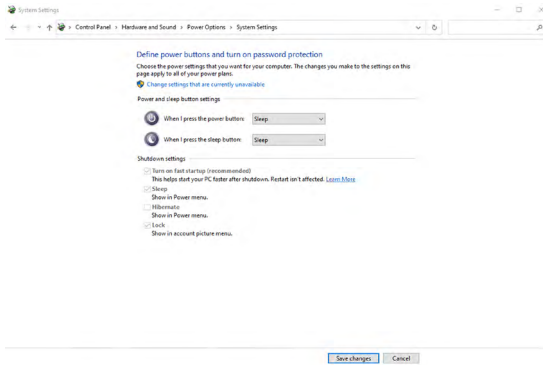 System Settings
Control Panel > Hardware and Sound > Power Options > System Settings
Define power buttons and turn on password protection
Choose the power settings that you want for your computer. The changes you make to the settings on this
page apply to all of your power plans.
Change settings that are currently unavailable
Power and sleep button settings
When I press the power button: Sleep
When I press the sleep button: Sleep
Shutdown settings
Turn on fast startup (recommended)
This helps start your PC faster after shutdown. Restart isn't affected. Learn More
Sleep
Show in Power menu.
Hibernate
Show in Power menu.
Lock
Show in account picture menu.
Save changes Cancel